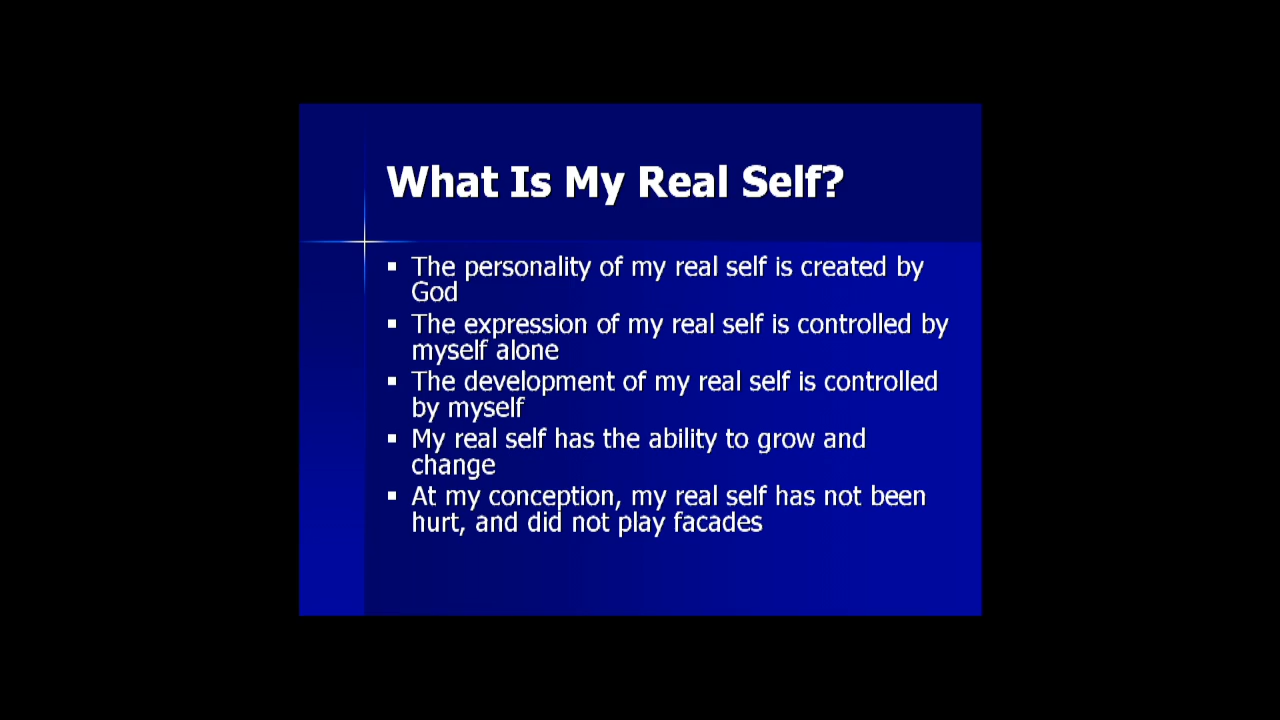 What Is My Real Self?
▪ The personality of my real self is created by
God
▪ The expression of my real self is controlled by
myself alone
▪ The development of my real self is controlled
by myself
▪ My real self has the ability to grow and
change
▪ At my conception, my real self has not been
hurt, and did not play facades